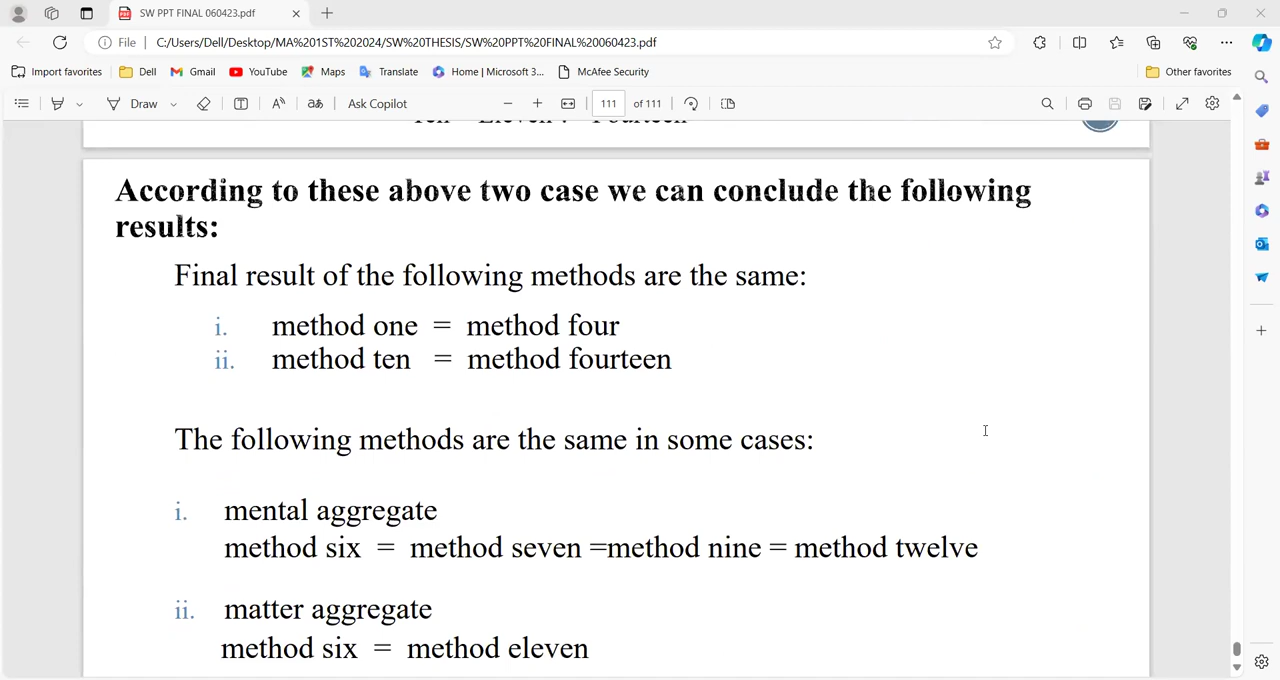 SW PPT FINAL 060423.pdf
File C:/Users/Dell/Desktop/MA%201ST%202024/SW%20THESIS/SW%20PPT%20FINAL%20060423.pdf
Import favorites Dell Gmail YouTube Maps Translate Home | Microsoft 3... McAfee Security Other favorites
Draw Ask Copilot 111 of 111
Ten Eleven Fourteen
According to these above two case we can conclude the following
results:
Final result of the following methods are the same:
i. method one = method four
ii. method ten = method fourteen
The following methods are the same in some cases:
i. mental aggregate
method six = method seven =method nine = method twelve
ii. matter aggregate
method six = method eleven